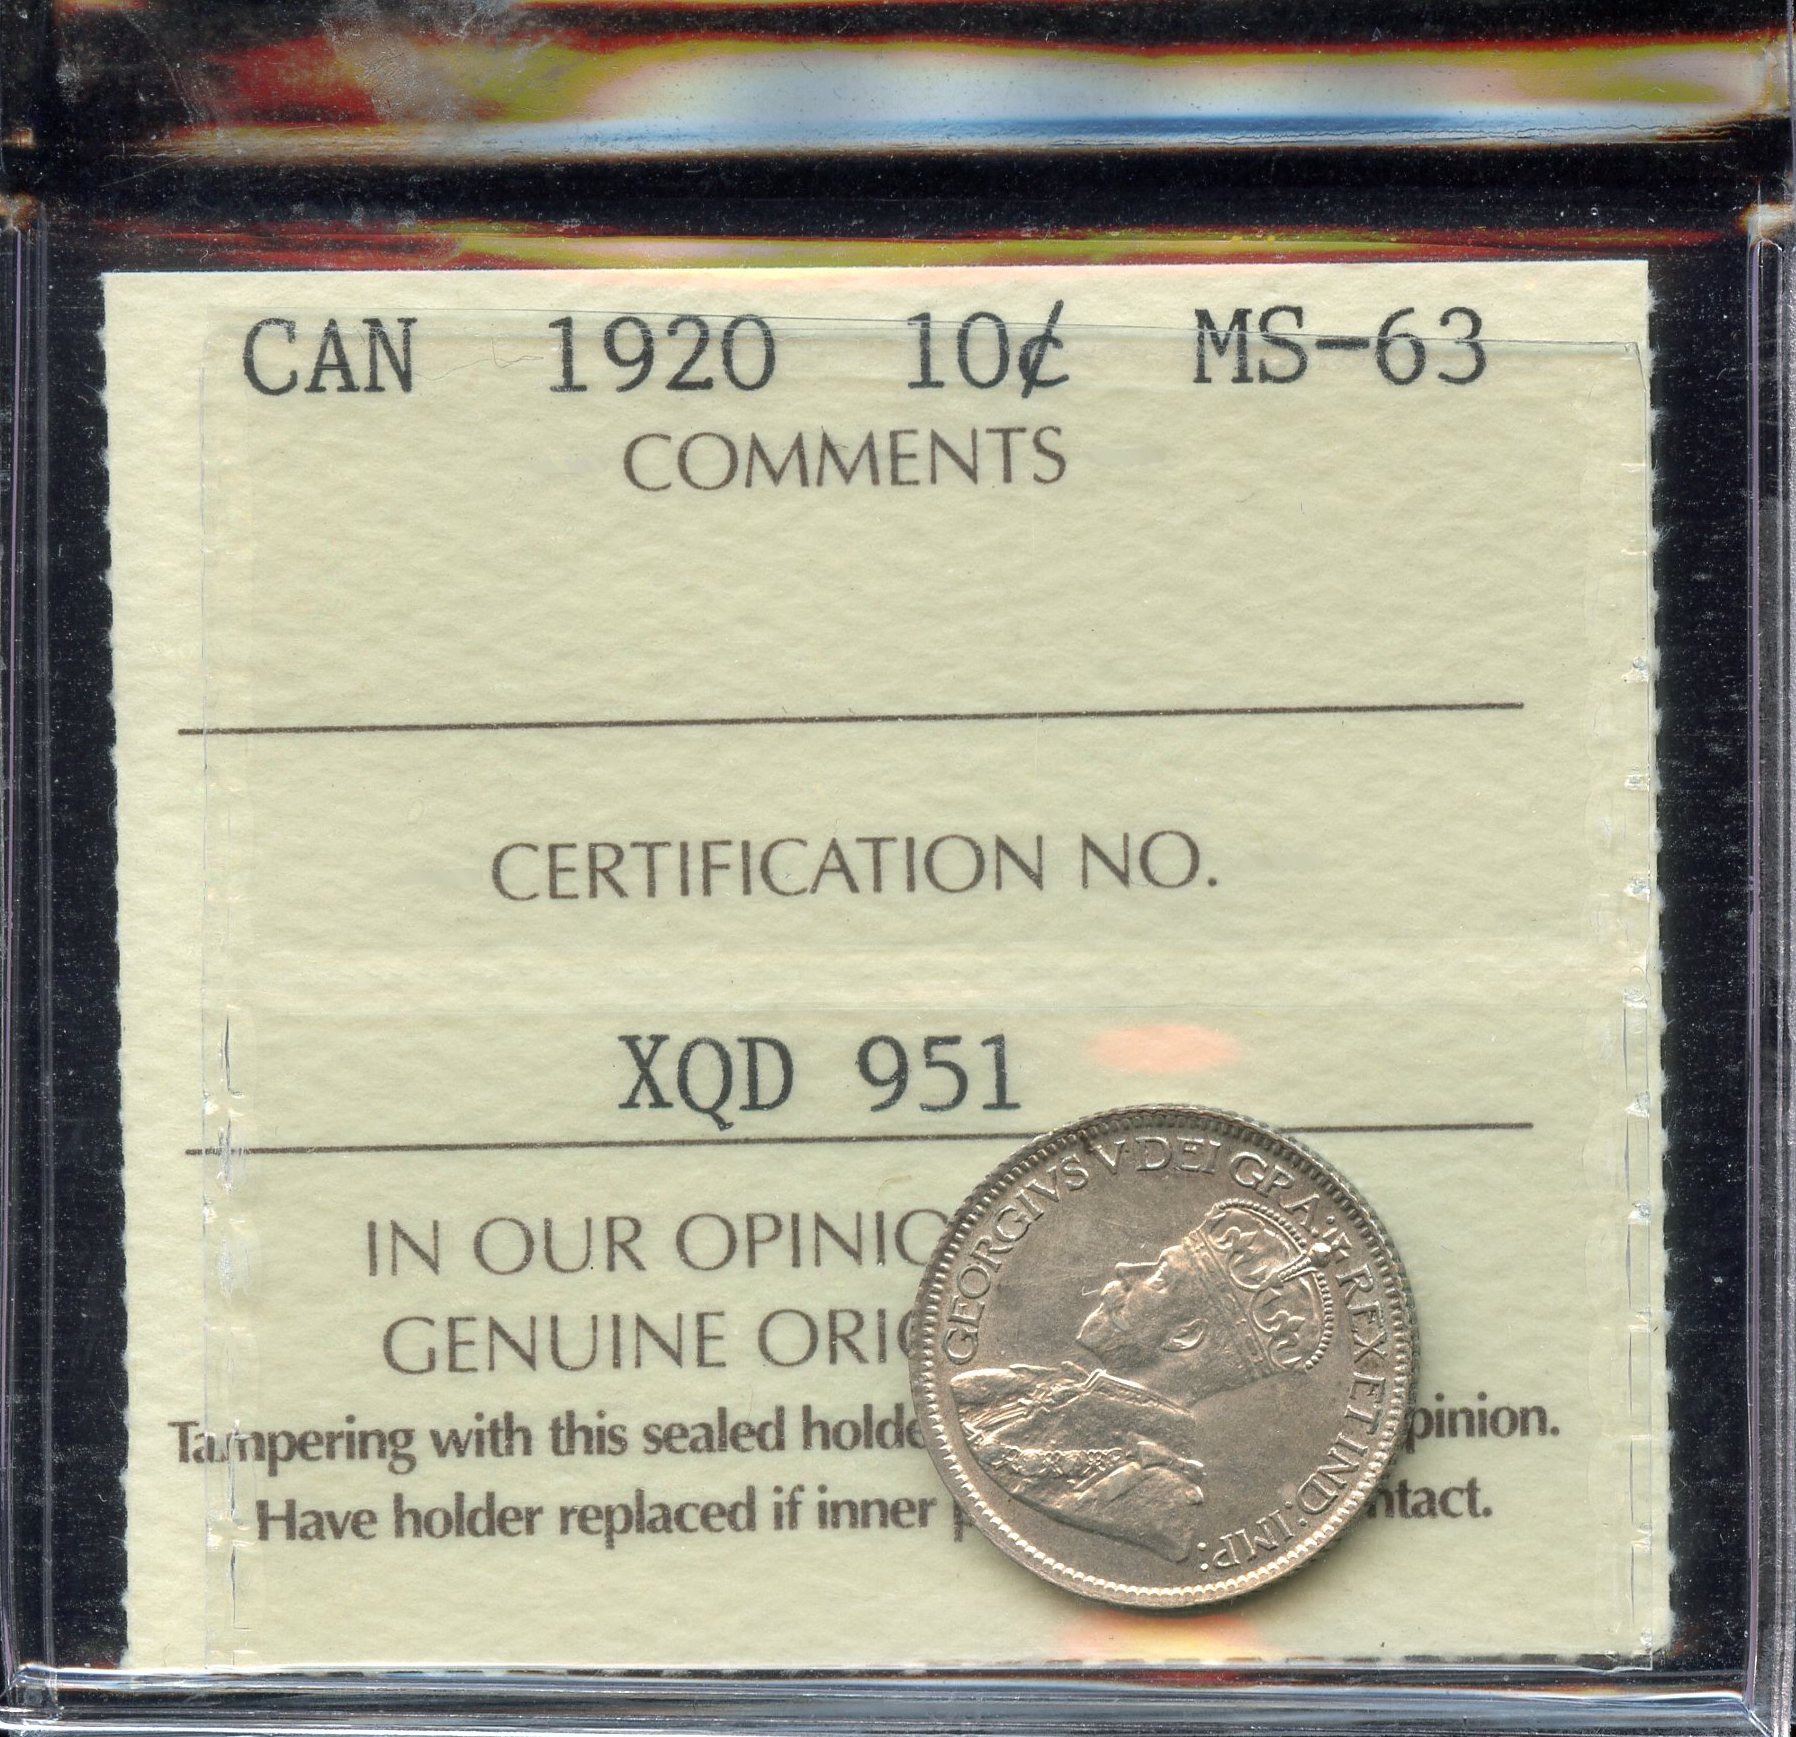 CAN 1920 10¢ MS-63
COMMENTS
CERTIFICATION NO.
XQD 951
IN OUR OPINIO
GENUINE ORIG
Tampering with this sealed holde pinion.
Have holder replaced if inner p ntact.
GEORGIVS V DEI GRA: REX ET IND: IMP: